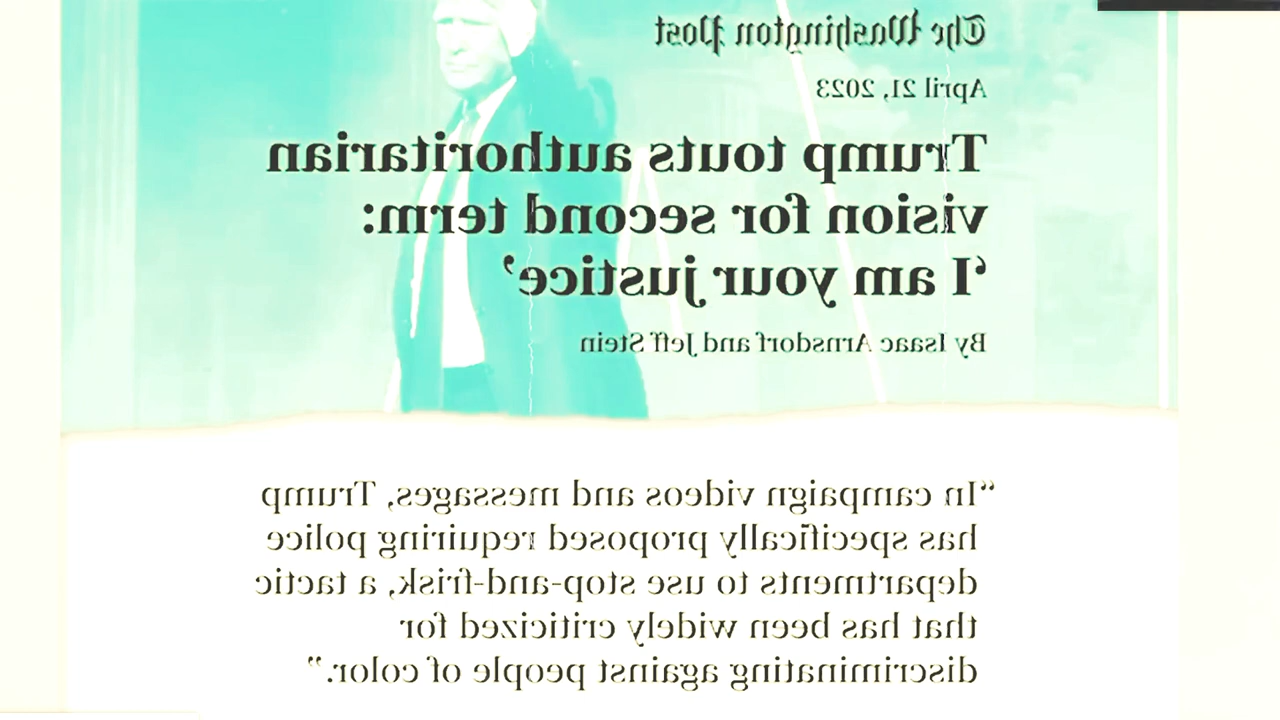 The Washington Post
April 21, 2023
Trump touts authoritarian
vision for second term:
‘I am your justice’
By Isaac Arnsdorf and Jeff Stein
“In campaign videos and messages, Trump
has specifically proposed requiring police
departments to use stop-and-frisk, a tactic
that has been widely criticized for
discriminating against people of color.”